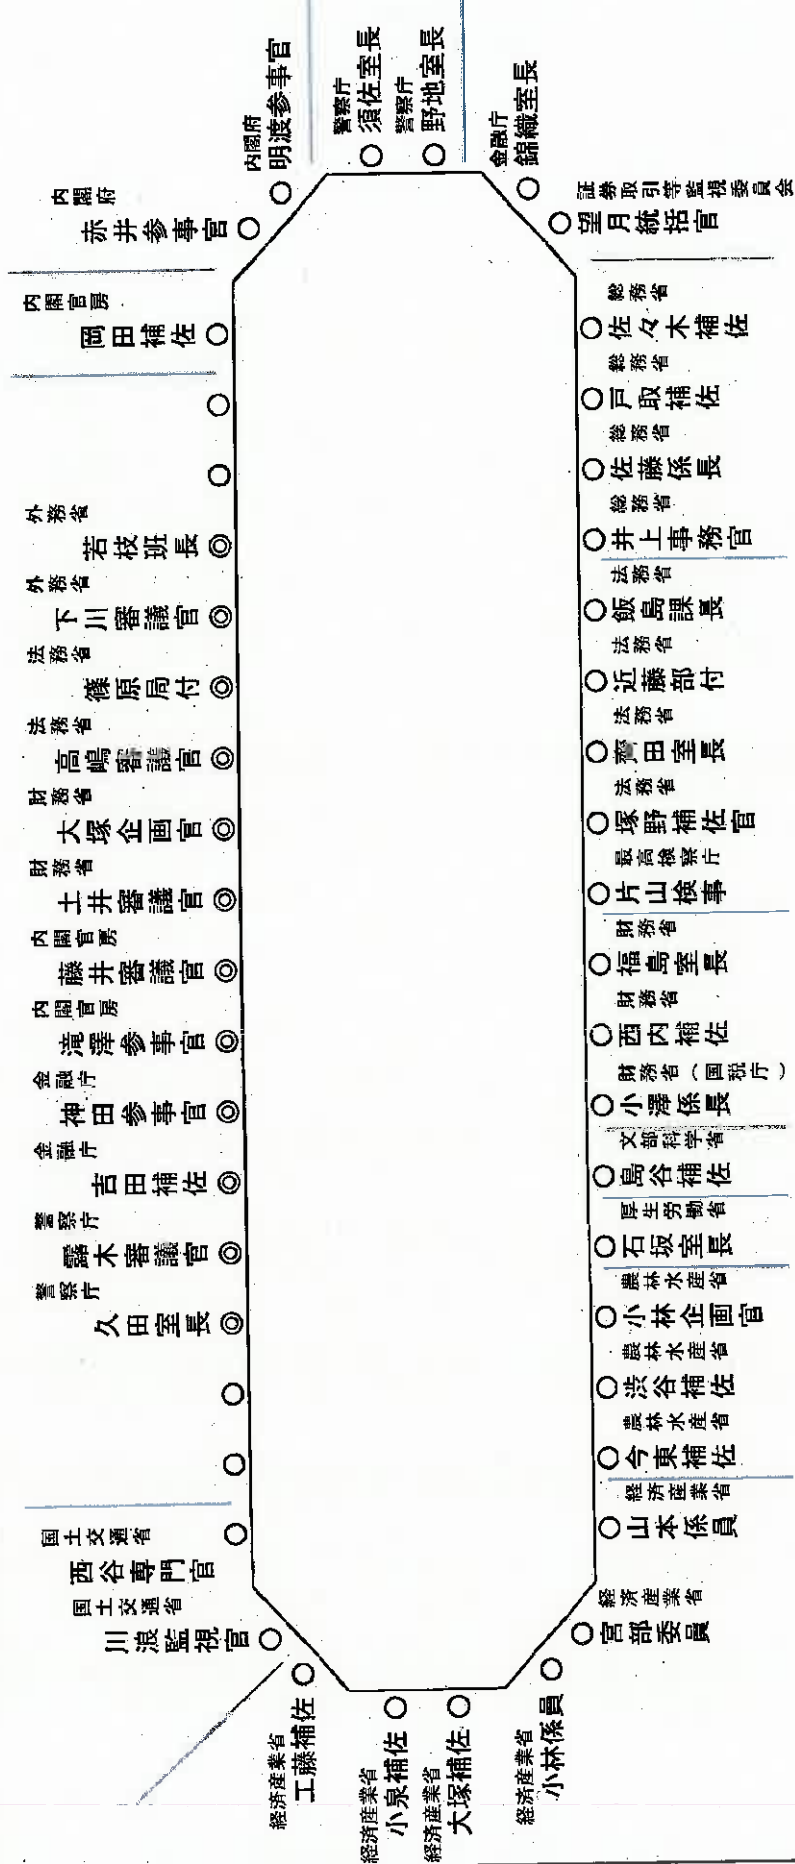 内閣府
明渡参事官
警察庁
須佐室長
警察庁
野地室長
金融庁
錦織室長
証券取引等監視委員会
望月統括官
内閣府
赤井参事官
内閣官房
岡田補佐
外務省
若枝班長
外務省
下川審議官
法務省
篠原局付
法務省
高嶋審議官
財務省
大塚企画官
財務省
土井審議官
内閣官房
藤井審議官
内閣官房
滝澤参事官
金融庁
神田参事官
金融庁
吉田補佐
警察庁
露木審議官
警察庁
久田室長
国土交通省
西谷専門官
国土交通省
川浪監視官
総務省
佐々木補佐
総務省
戸取補佐
総務省
佐藤係長
総務省
井上事務官
法務省
飯島課長
法務省
近藤部付
法務省
齊田室長
法務省
塚野補佐官
最高検察庁
片山検事
財務省
福島室長
財務省
西内補佐
財務省（国税庁）
小澤係長
文部科学省
島谷補佐
厚生労働省
石坂室長
農林水産省
小林企画官
農林水産省
渋谷補佐
農林水産省
今東補佐
経済産業省
山本係員
経済産業省
宮部委員
経済産業省
工藤補佐
経済産業省
小泉補佐
経済産業省
大塚補佐
経済産業省
小林係員